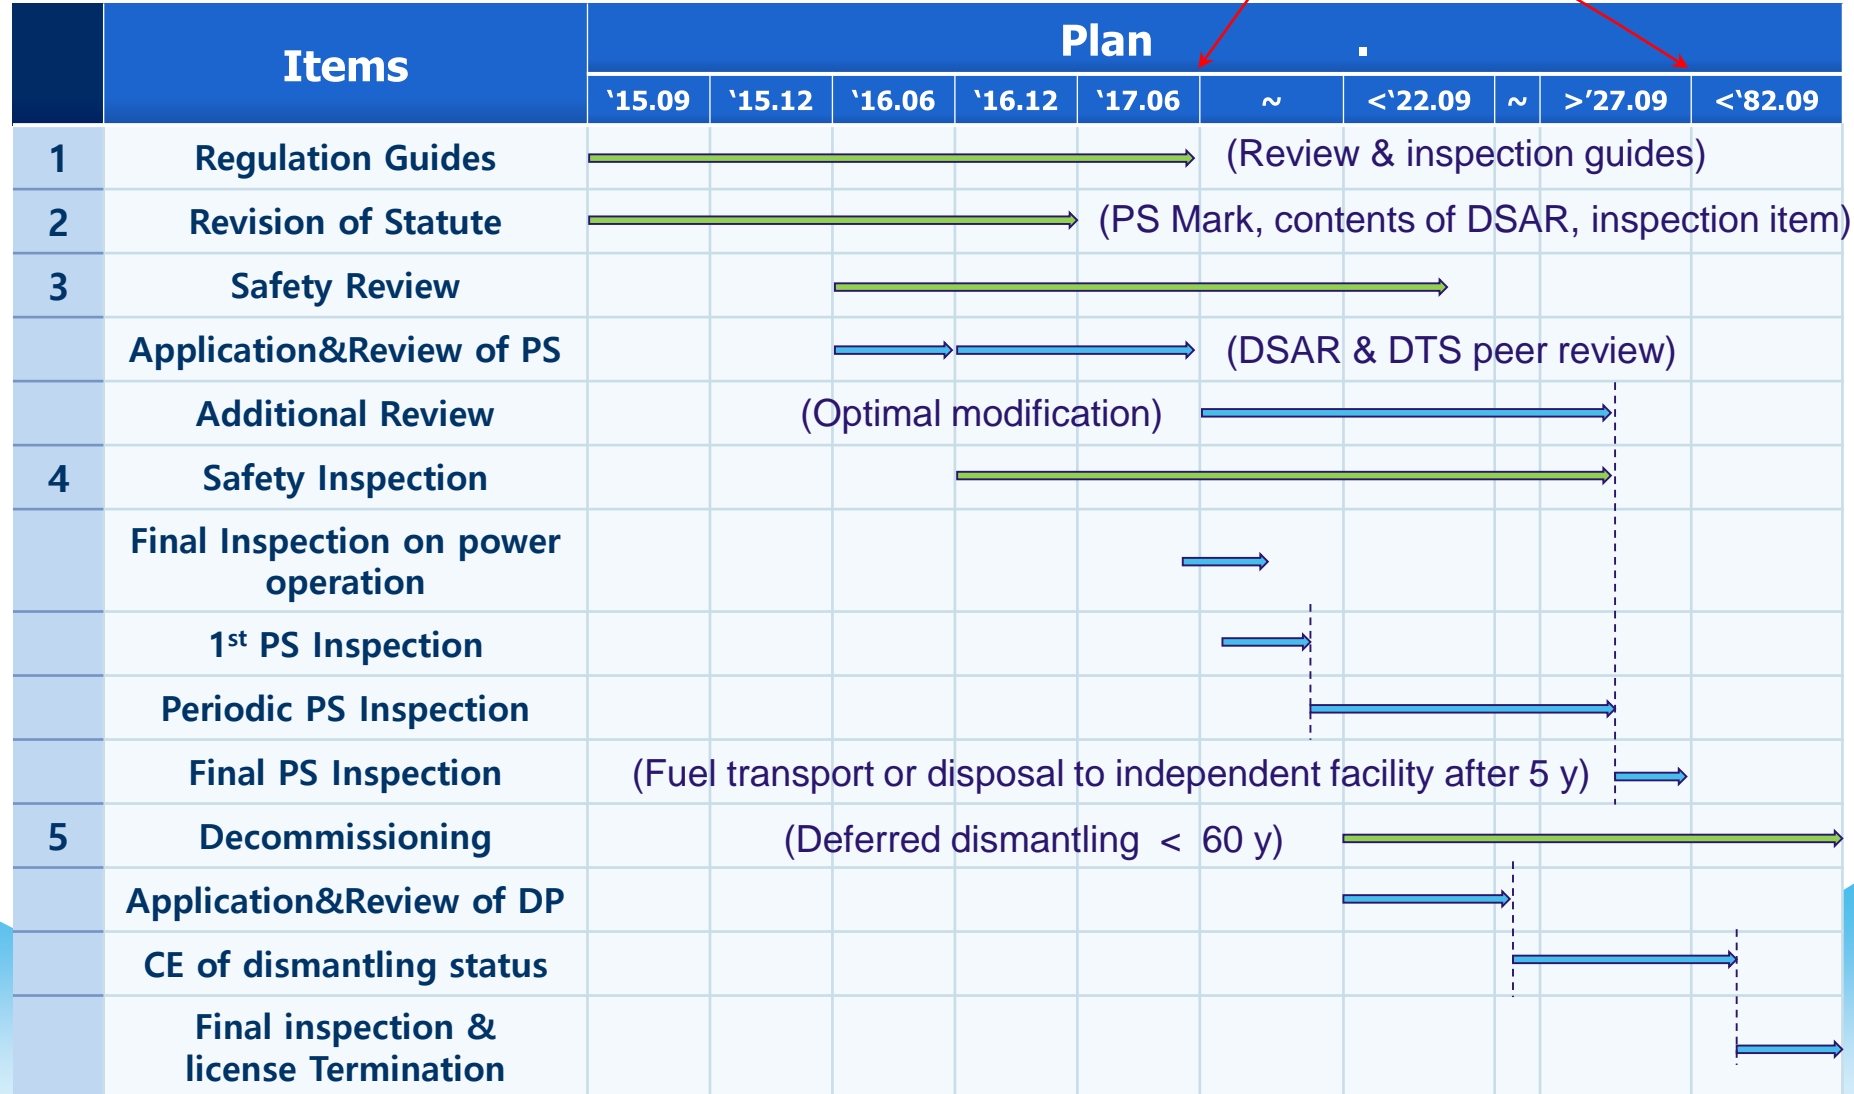 Items
Plan .
‘15.09 ‘15.12 ‘16.06 ‘16.12 ‘17.06 ~ <‘22.09 ~ >’27.09 <‘82.09
1 Regulation Guides (Review & inspection guides)
2 Revision of Statute (PS Mark, contents of DSAR, inspection item)
3 Safety Review
Application&Review of PS (DSAR & DTS peer review)
Additional Review (Optimal modification)
4 Safety Inspection
Final Inspection on power
operation
1st PS Inspection
Periodic PS Inspection
Final PS Inspection (Fuel transport or disposal to independent facility after 5 y)
5 Decommissioning (Deferred dismantling < 60 y)
Application&Review of DP
CE of dismantling status
Final inspection &
license Termination